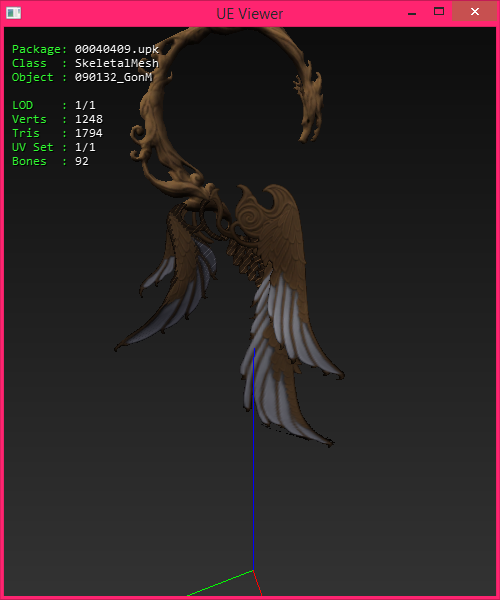 UE Viewer
Package: 00040409.upk
Class  : SkeletalMesh
Object : 090132_GonM
LOD    : 1/1
Verts  : 1248
Tris   : 1794
UV Set : 1/1
Bones  : 92